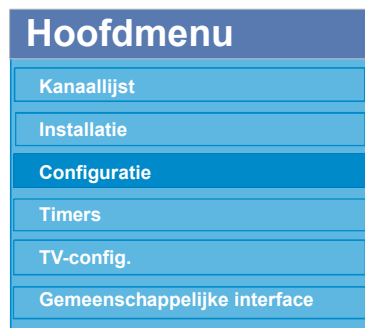 Hoofdmenu
Kanaallijst
Installatie
Configuratie
Timers
TV-config.
Gemeenschappelijke interface